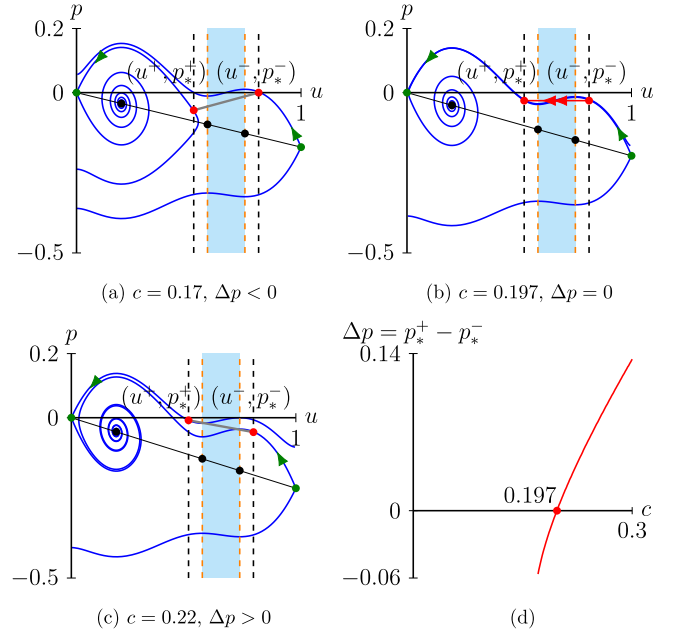 p
0.2
(u⁺, p⁺∗) (u⁻, p⁻∗)
0
u
1
−0.5
(a) c = 0.17, Δp < 0
p
0.2
(u⁺, p⁺∗) (u⁻, p⁻∗)
0
u
1
−0.5
(b) c = 0.197, Δp = 0
p
0.2
(u⁺, p⁺∗) (u⁻, p⁻∗)
0
u
1
−0.5
(c) c = 0.22, Δp > 0
Δp = p⁺∗ − p⁻∗
0.14
0.197
0
c
0.3
−0.06
(d)